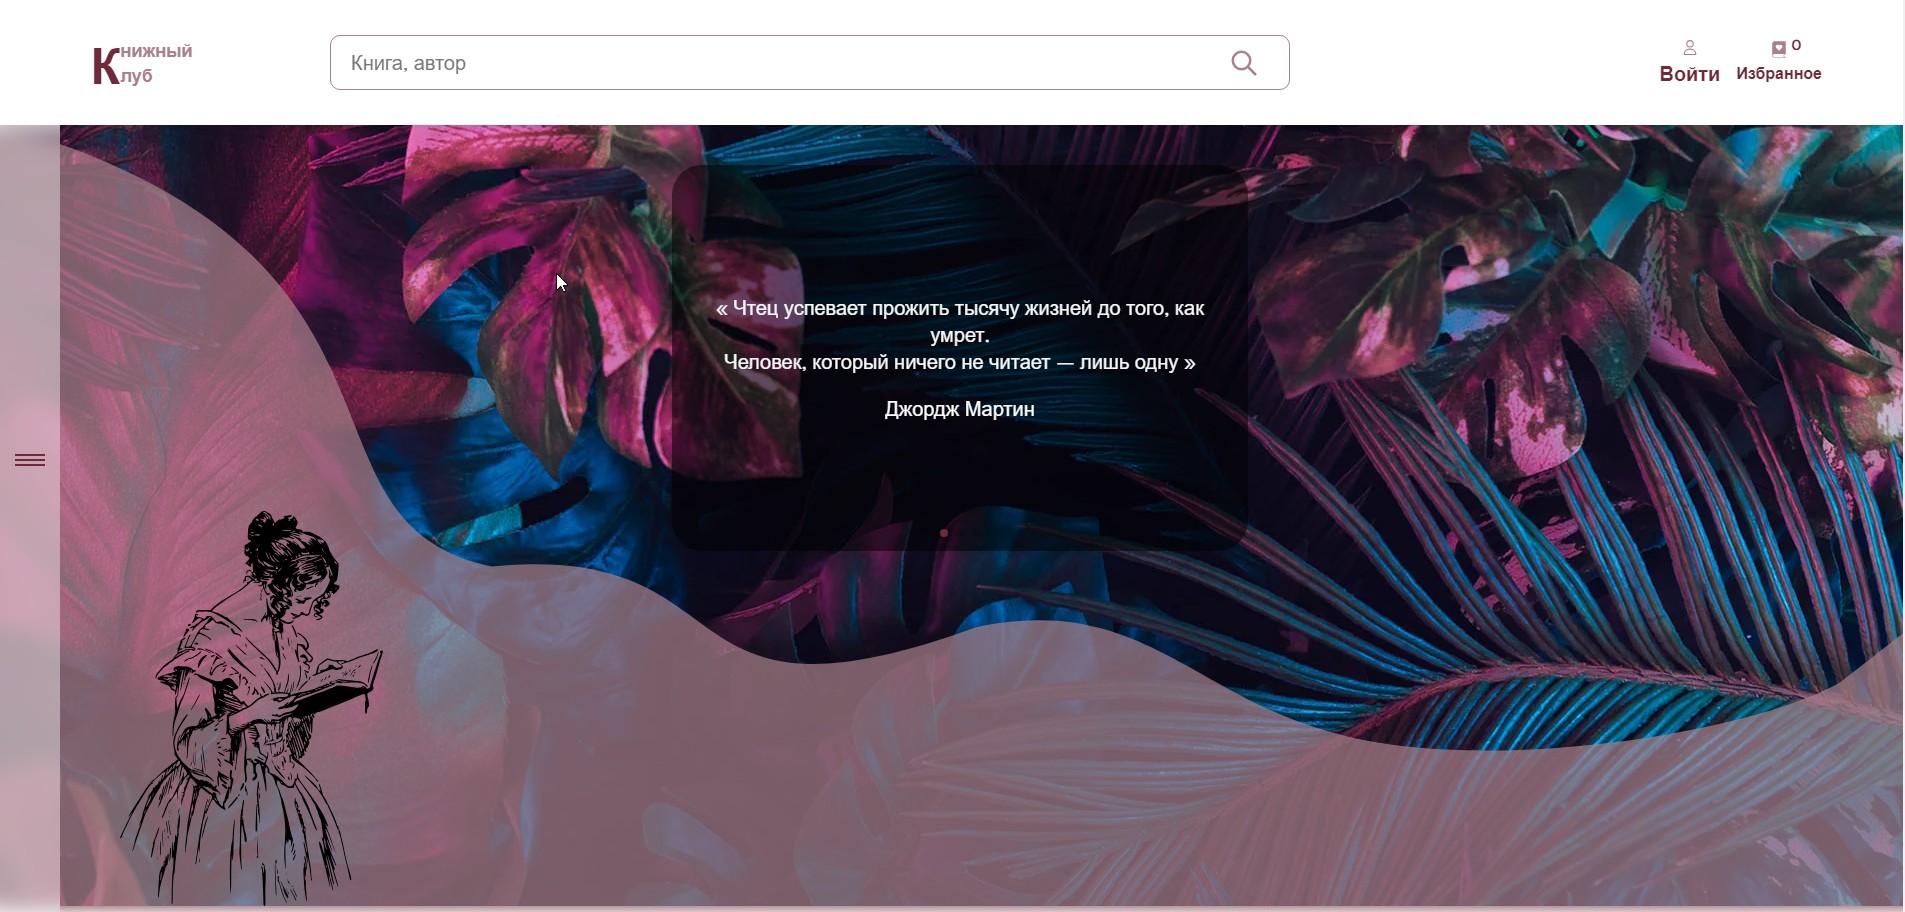 Книжный
Клуб
Книга, автор
Войти
0
Избранное
« Чтец успевает прожить тысячу жизней до того, как
умрет.
Человек, который ничего не читает — лишь одну »
Джордж Мартин